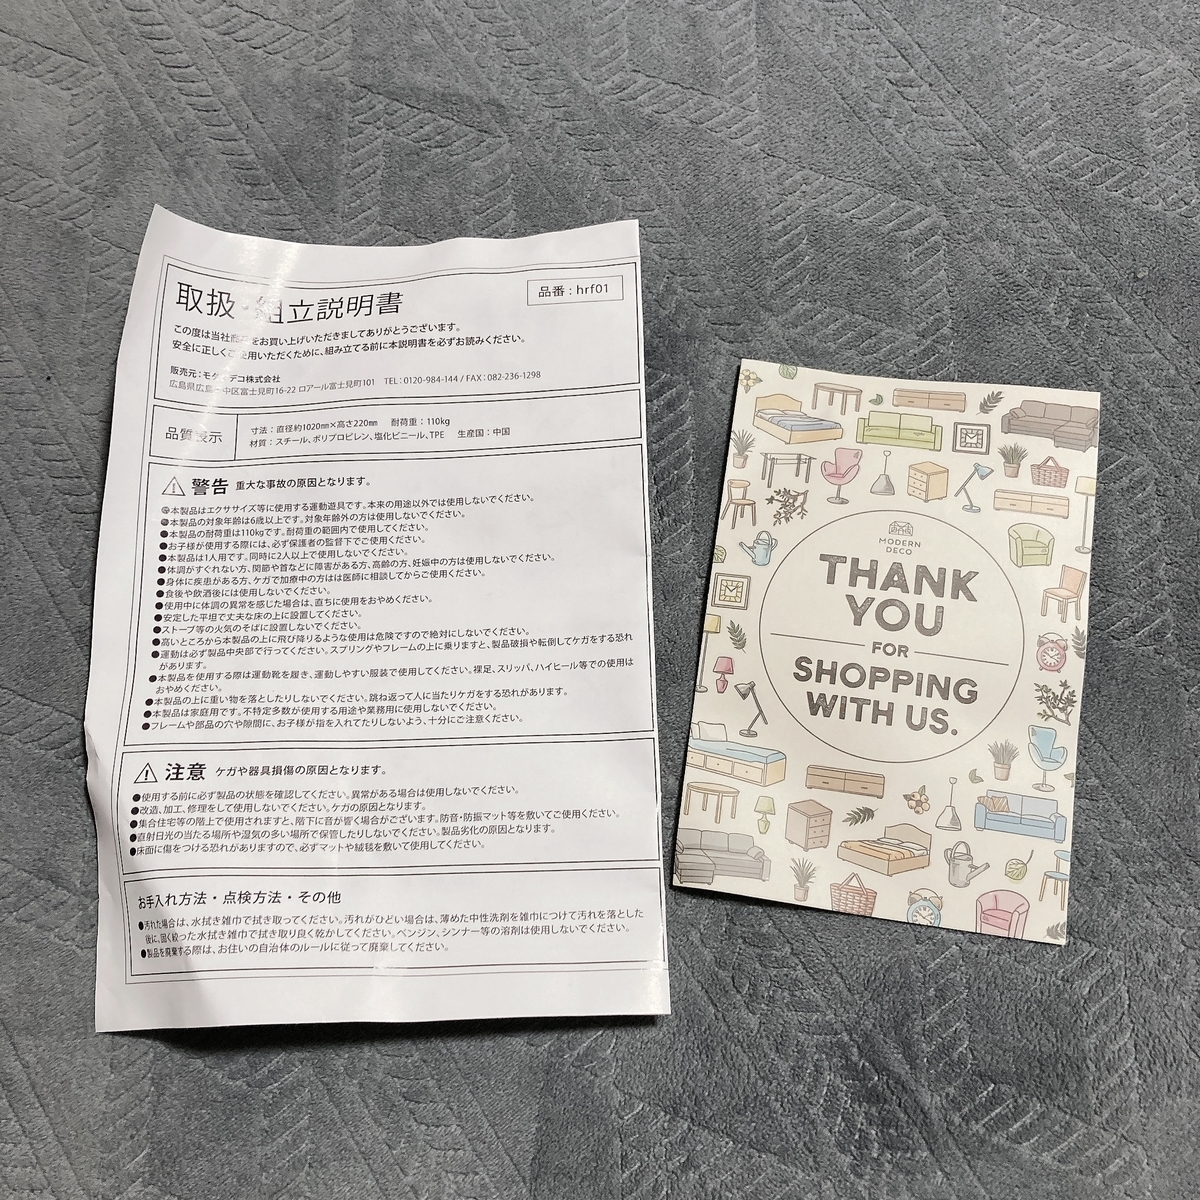 取扱・組立説明書
品番：hrf01
この度は当社商品をお買い上げいただきましてありがとうございます。
安全に正しくご使用いただくために、組み立てる前に本説明書を必ずお読みください。
販売元：モダンデコ株式会社
広島県広島市中区富士見町16-22 ロアール富士見町101 TEL：0120-984-144 / FAX：082-236-1298
品質表示
寸法：直径約1020㎜×高さ220㎜ 耐荷重：110kg
材質：スチール、ポリプロピレン、塩化ビニール、TPE 生産国：中国
警告 重大な事故の原因となります。
●本製品はエクササイズ等に使用する運動遊具です。本来の用途以外では使用しないでください。
●本製品の対象年齢は6歳以上です。対象年齢外の方は使用しないでください。
●本製品の耐荷重は110kgです。耐荷重の範囲内で使用してください。
●お子様が使用する際には、必ず保護者の監督下でご使用ください。
●本製品は1人用です。同時に2人以上で使用しないでください。
●体調がすぐれない方、関節や首などに障害がある方、高齢の方、妊娠中の方は使用しないでください。
●身体に疾患がある方、ケガで加療中の方はは医師に相談してからご使用ください。
●食後や飲酒後には使用しないでください。
●使用中に体調の異常を感じた場合は、直ちに使用をおやめください。
●安定した平坦で丈夫な床の上に設置してください。
●ストーブ等の火気のそばに設置しないでください。
●高いところから本製品の上に飛び降りるような使用は危険ですので絶対にしないでください。
●運動は必ず製品中央部で行ってください。スプリングやフレームの上に乗りますと、製品破損や転倒してケガをする恐れ
があります。
●本製品を使用する際は運動靴を履き、運動しやすい服装で使用してください。裸足、スリッパ、ハイヒール等での使用は
おやめください。
●本製品の上に重い物を落としたりしないでください。跳ね返って人に当たりケガをする恐れがあります。
●本製品は家庭用です。不特定多数が使用する用途や業務用に使用しないでください。
●フレームや部品の穴や隙間に、お子様が指を入れてたりしないよう、十分にご注意ください。
注意 ケガや器具損傷の原因となります。
●使用する前に必ず製品の状態を確認してください。異常がある場合は使用しないでください。
●改造、加工、修理をして使用しないでください。ケガの原因となります。
●集合住宅等の階上で使用されますと、階下に音が響く場合がございます。防音・防振マット等を敷いてご使用ください。
●直射日光の当たる場所や湿気の多い場所で保管したりしないでください。製品劣化の原因となります。
●床面に傷をつける恐れがありますので、必ずマットや絨毯を敷いて使用してください。
お手入れ方法・点検方法・その他
●汚れた場合は、水拭き雑巾で拭き取ってください。汚れがひどい場合は、薄めた中性洗剤を雑巾につけて汚れを落とした
後に、固く絞った水拭き雑巾で拭き取り良く乾かしてください。ベンジン、シンナー等の溶剤は使用しないでください。
●製品を廃棄する際は、お住いの自治体のルールに従って廃棄してください。
MODERN
DECO
THANK
YOU
FOR
SHOPPING
WITH US.